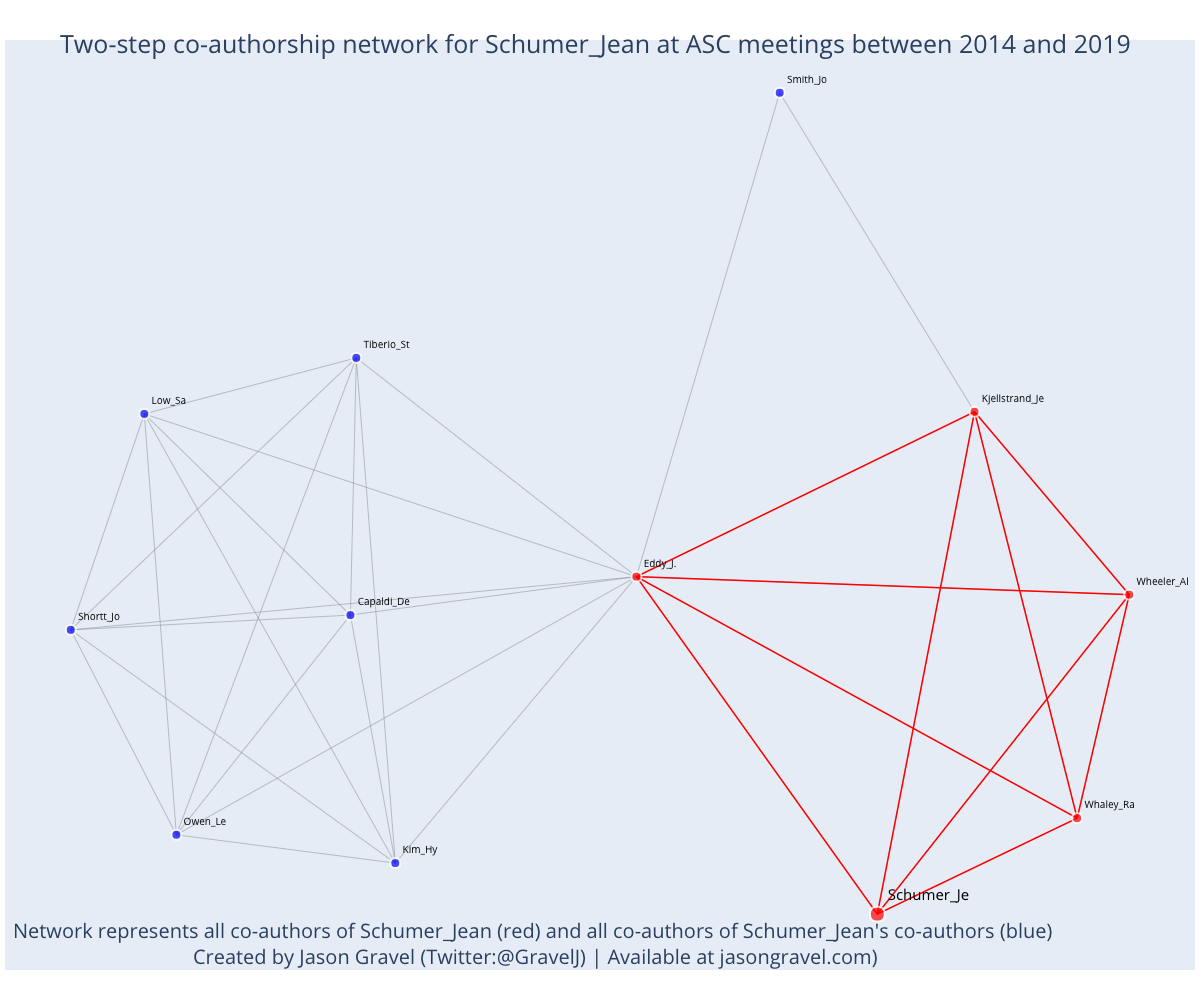 Two-step co-authorship network for Schumer_Jean at ASC meetings between 2014 and 2019
Smith_Jo
Tiberio_St
Low_Sa
Kjellstrand_Je
Eddy_J.
Wheeler_Al
Capaldi_De
Shortt_Jo
Whaley_Ra
Owen_Le
Kim_Hy
Schumer_Je
Network represents all co-authors of Schumer_Jean (red) and all co-authors of Schumer_Jean's co-authors (blue)
Created by Jason Gravel (Twitter:@GravelJ) | Available at jasongravel.com)